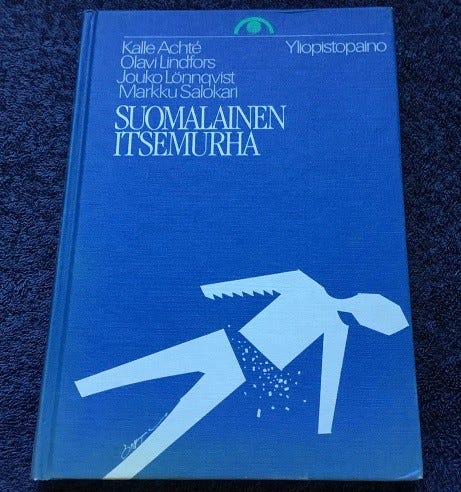 Kalle Achté
Olavi Lindfors
Jouko Lönnqvist
Markku Salokari
Yliopistopaino
SUOMALAINEN
ITSEMURHA